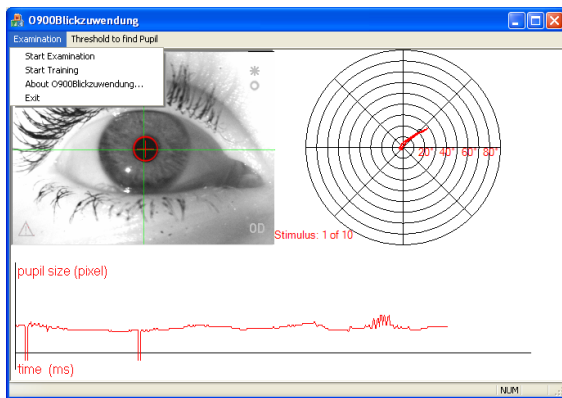 O900Blickzuwendung
Examination Threshold to find Pupil
Start Examination
Start Training
About O900Blickzuwendung...
Exit
20° 40° 60° 80°
OD
Stimulus: 1 of 10
pupil size (pixel)
time (ms)
NUM